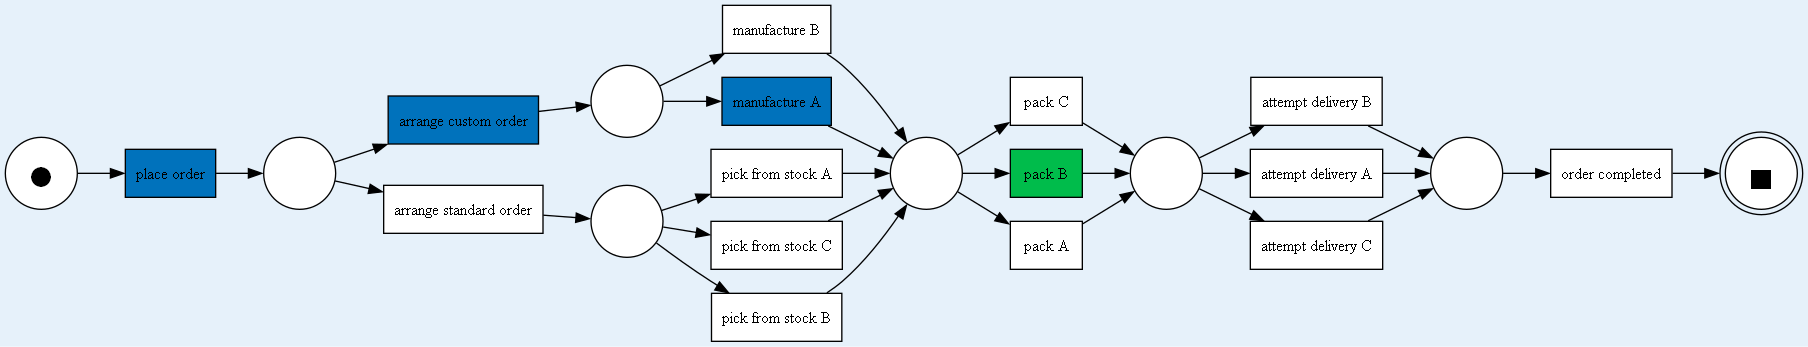 place order
arrange custom order
arrange standard order
manufacture B
manufacture A
pick from stock A
pick from stock C
pick from stock B
pack C
pack B
pack A
attempt delivery B
attempt delivery A
attempt delivery C
order completed